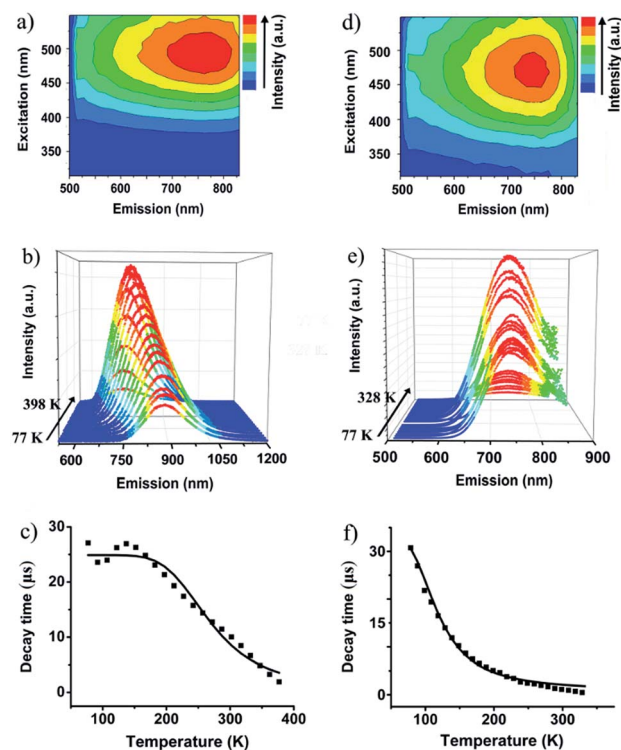 a)
Excitation (nm)
500
450
400
350
500 600 700 800
Emission (nm)
Intensity (a.u.)
d)
Excitation (nm)
500
450
400
350
500 600 700 800
Emission (nm)
Intensity (a.u.)
b)
Intensity (a.u.)
398 K
77 K
600 750 900 1050 1200
Emission (nm)
e)
Intensity (a.u.)
328 K
77 K
500 600 700 800 900
Emission (nm)
c)
Decay time (μs)
30
20
10
0
100 200 300 400
Temperature (K)
f)
Decay time (μs)
30
15
0
100 200 300
Temperature (K)